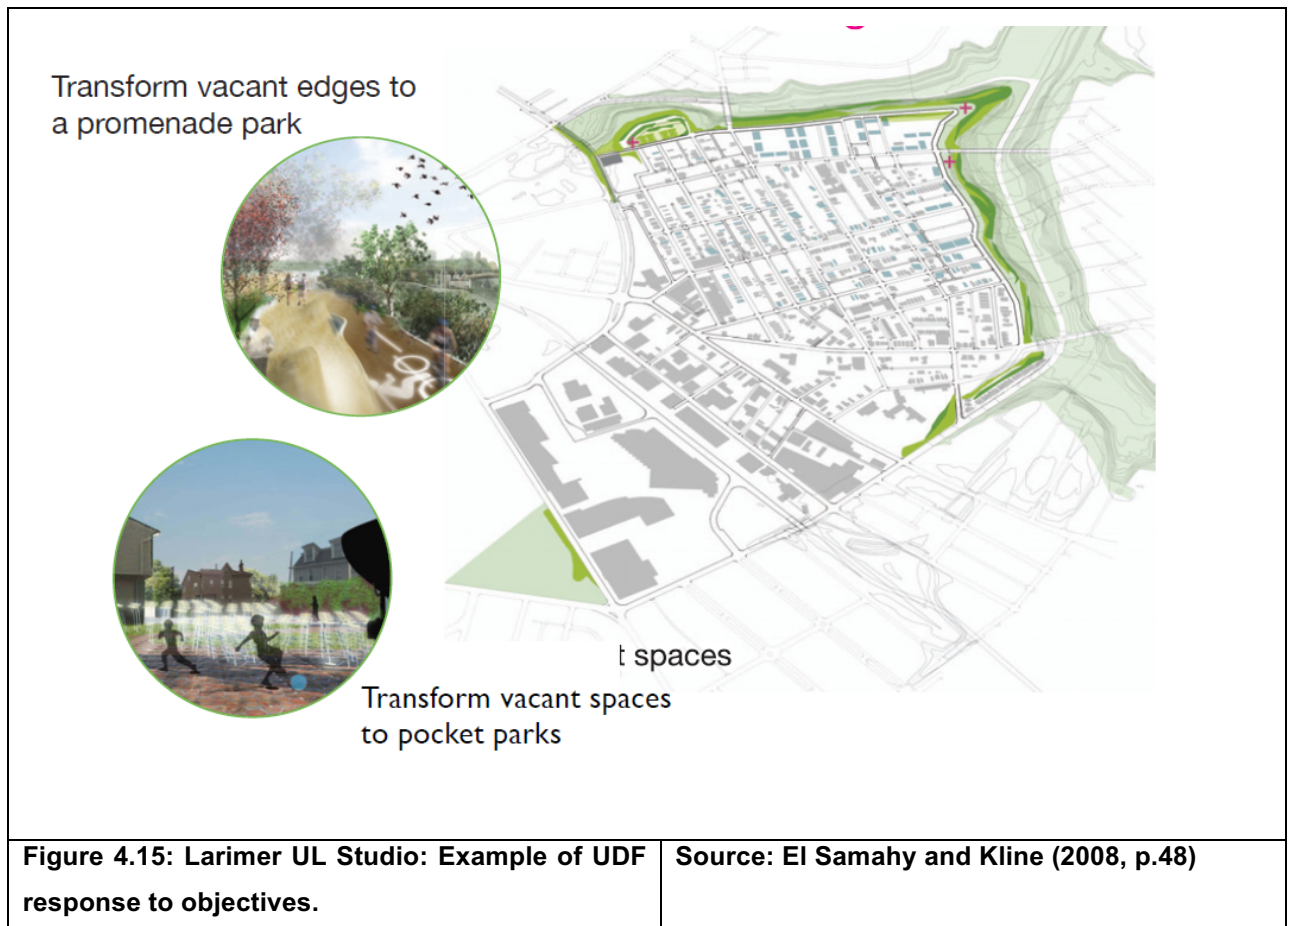 Transform vacant edges to
a promenade park
t spaces
Transform vacant spaces
to pocket parks
Figure 4.15: Larimer UL Studio: Example of UDF
response to objectives.
Source: El Samahy and Kline (2008, p.48)